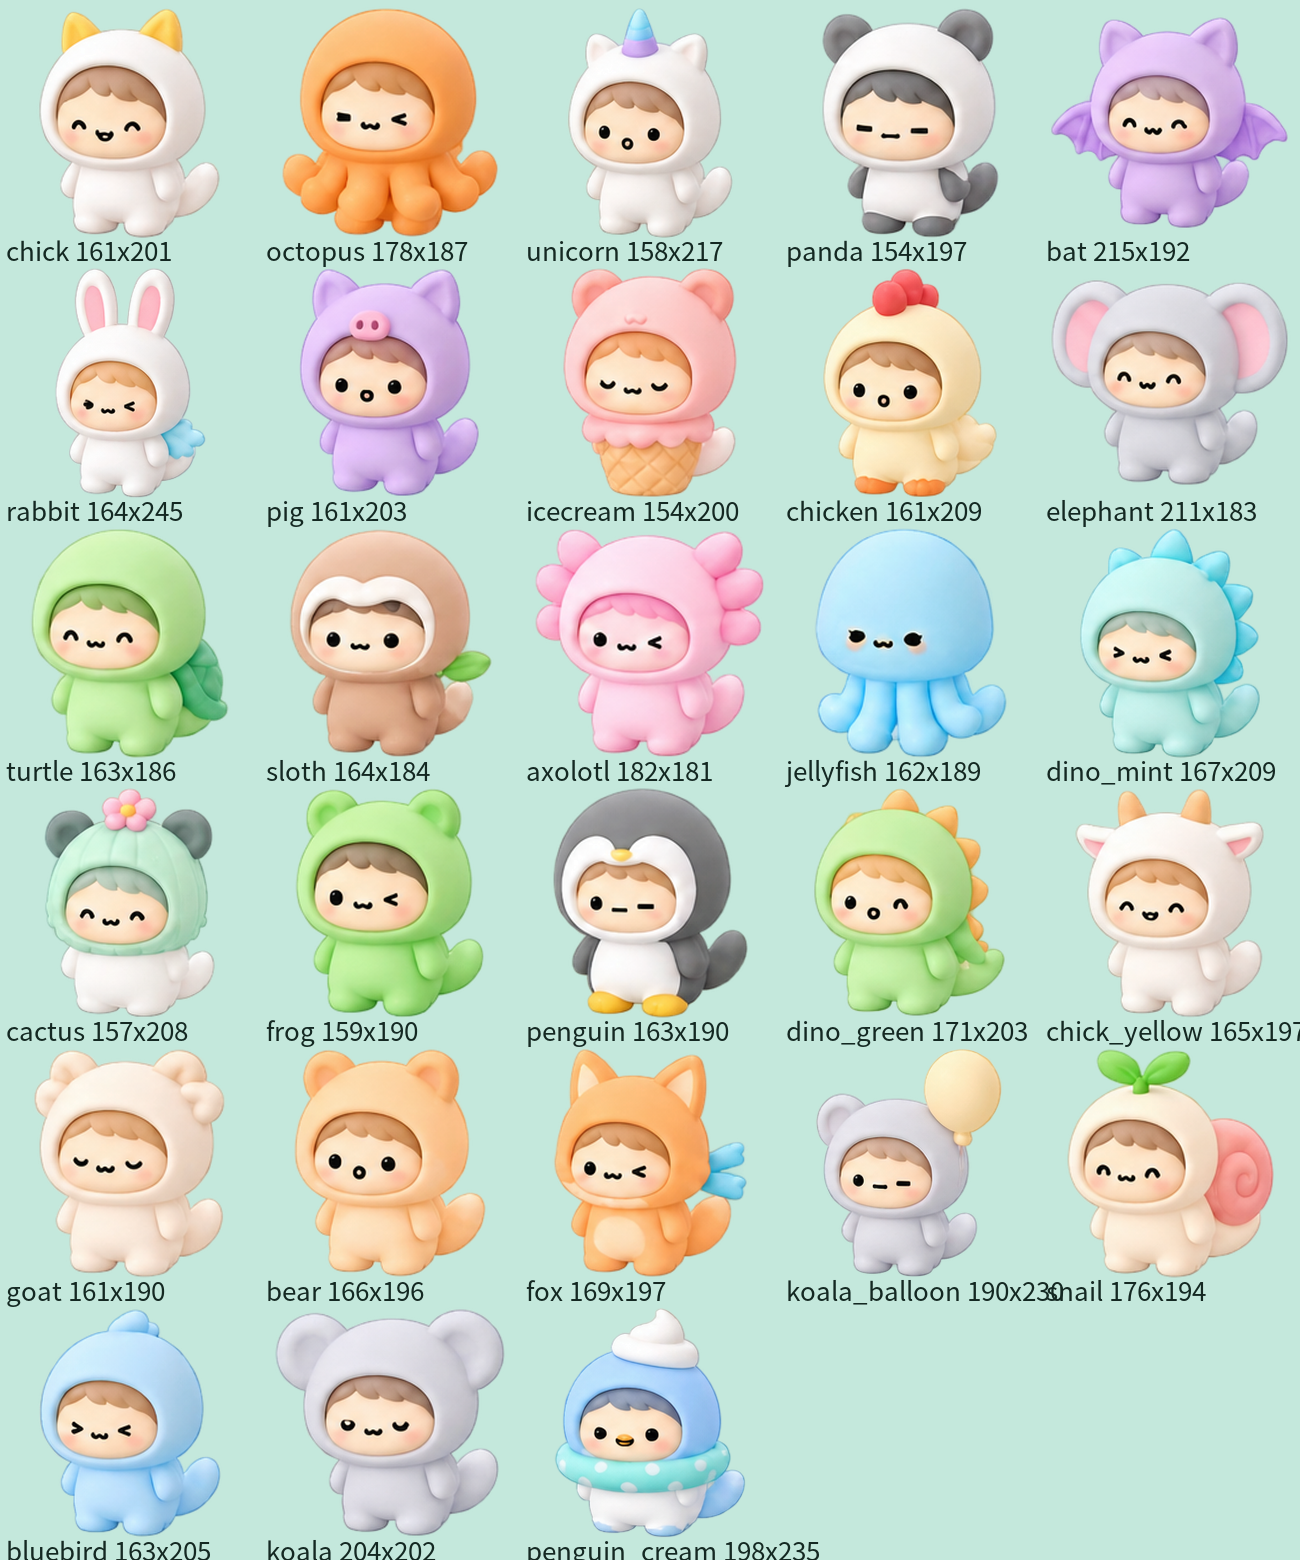 chick 161x201
octopus 178x187
unicorn 158x217
panda 154x197
bat 215x192
rabbit 164x245
pig 161x203
icecream 154x200
chicken 161x209
elephant 211x183
turtle 163x186
sloth 164x184
axolotl 182x181
jellyfish 162x189
dino_mint 167x209
cactus 157x208
frog 159x190
penguin 163x190
dino_green 171x203
chick_yellow 165x197
goat 161x190
bear 166x196
fox 169x197
koala_balloon 190x230
snail 176x194
bluebird 163x205
koala 204x202
penguin_cream 198x235